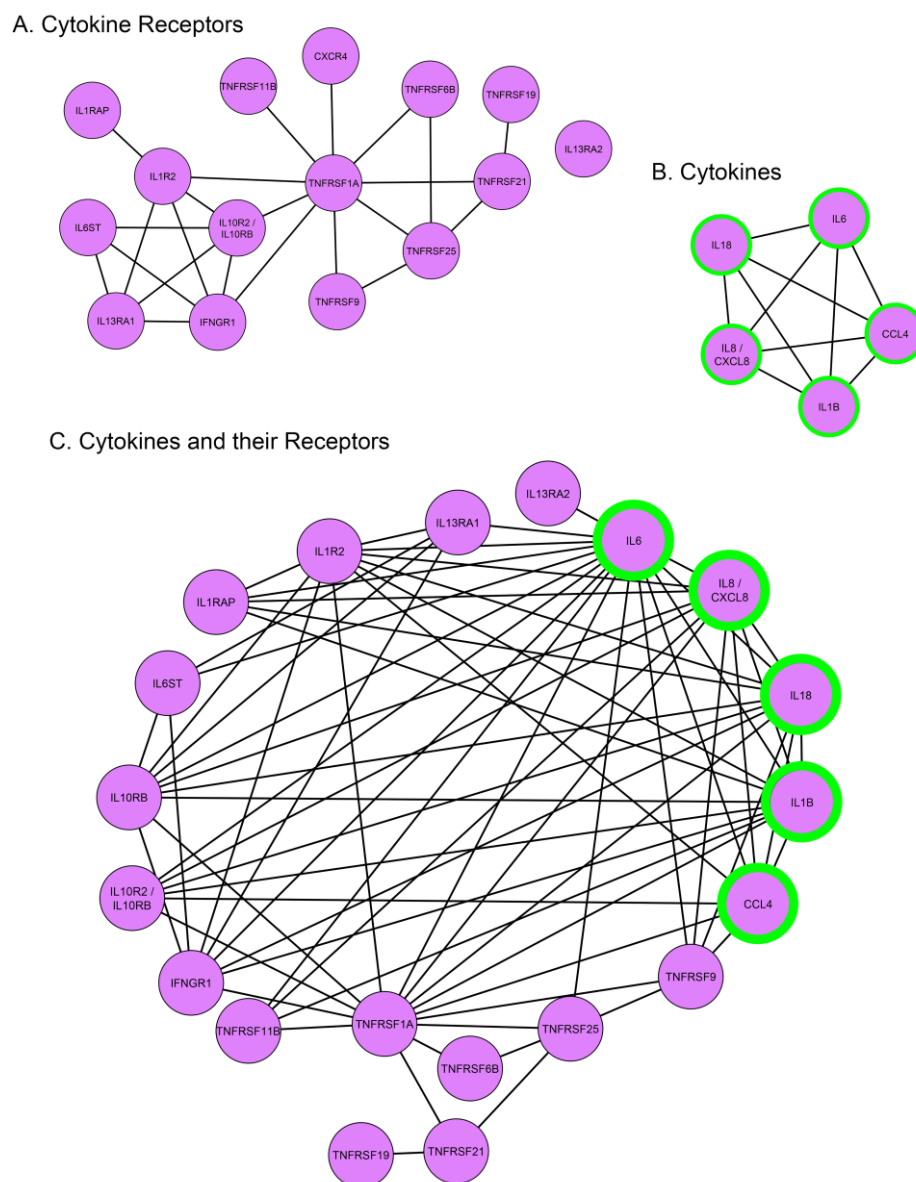 A. Cytokine Receptors
CXCR4
TNFRSF11B
TNFRSF6B
TNFRSF19
IL1RAP
IL13RA2
IL1R2
TNFRSF1A
TNFRSF21
IL6ST
IL10R2 /
IL10RB
TNFRSF25
TNFRSF9
IL13RA1
IFNGR1
B. Cytokines
IL6
IL18
CCL4
IL8 /
CXCL8
IL1B
C. Cytokines and their Receptors
IL13RA2
IL13RA1
IL6
IL1R2
IL8 /
CXCL8
IL1RAP
IL6ST
IL18
IL10RB
IL1B
IL10R2 /
IL10RB
CCL4
IFNGR1
TNFRSF9
TNFRSF11B
TNFRSF1A
TNFRSF25
TNFRSF6B
TNFRSF19
TNFRSF21